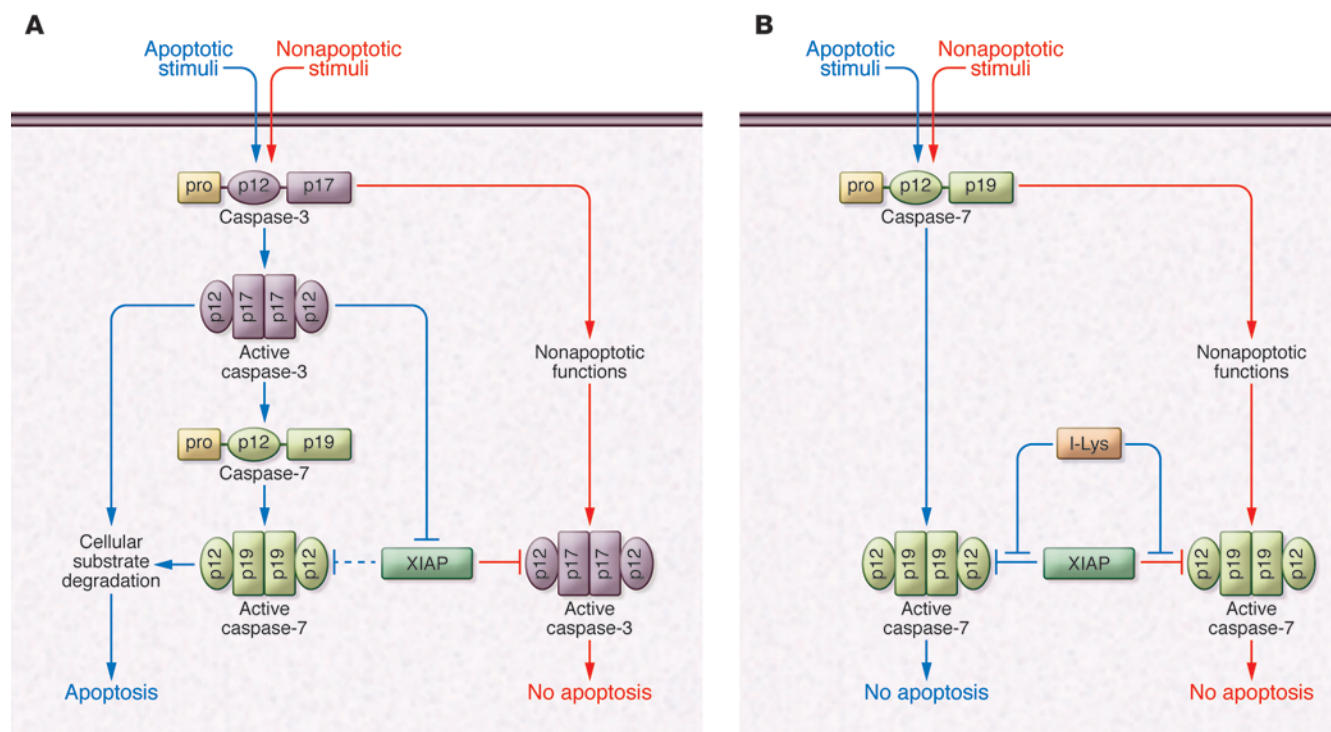 A
Apoptotic
stimuli
Nonapoptotic
stimuli
pro
p12
p17
Caspase-3
p12
p17
p17
p12
Active
caspase-3
Nonapoptotic
functions
pro
p12
p19
Caspase-7
Cellular
substrate
degradation
p12
p19
p19
p12
Active
caspase-7
XIAP
p12
p17
p17
p12
Active
caspase-3
Apoptosis
No apoptosis
B
Apoptotic
stimuli
Nonapoptotic
stimuli
pro
p12
p19
Caspase-7
Nonapoptotic
functions
I-Lys
p12
p19
p19
p12
Active
caspase-7
XIAP
p12
p19
p19
p12
Active
caspase-7
No apoptosis
No apoptosis